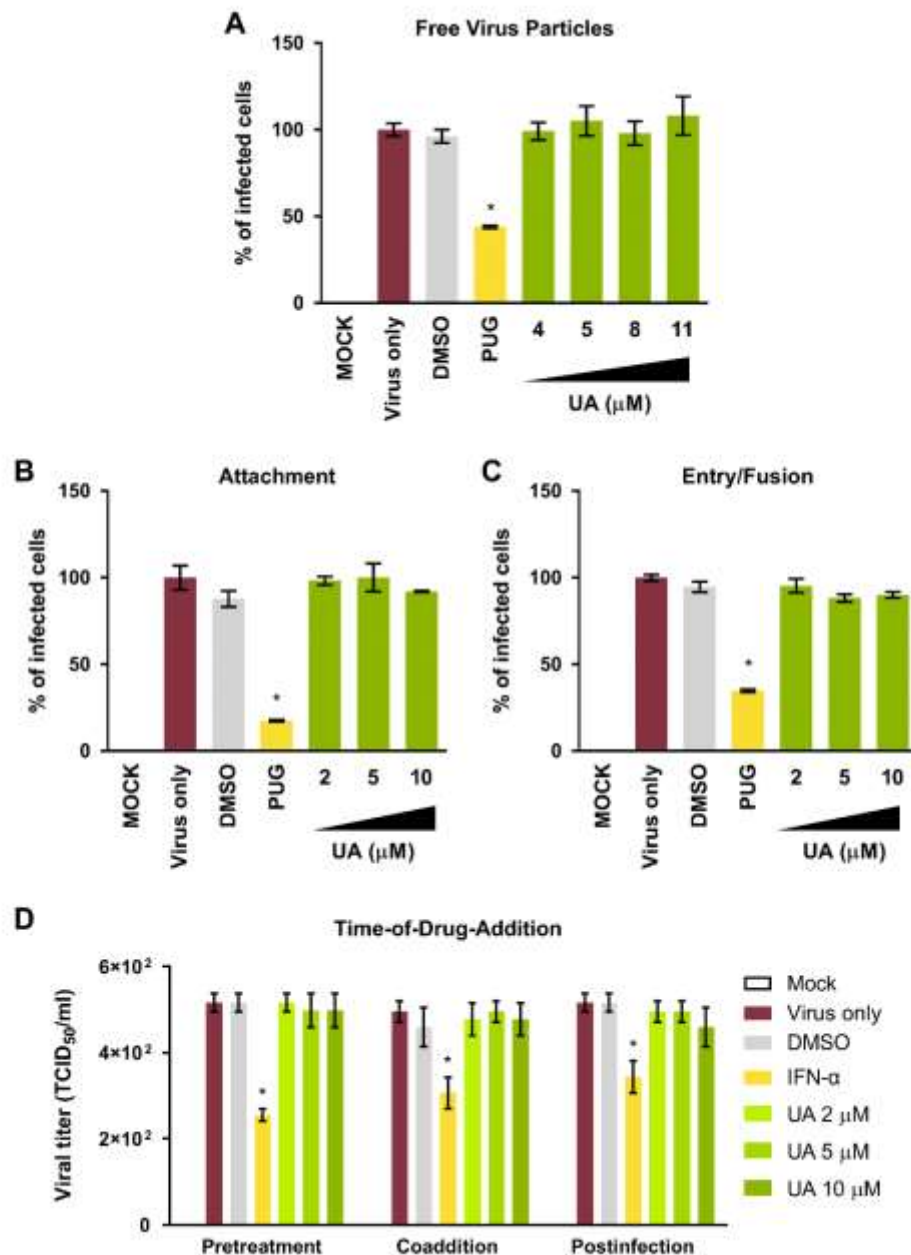 A
Free Virus Particles
% of infected cells
150
100
50
0
MOCK
Virus only
DMSO
PUG
4
5
8
11
UA (μM)
*
B
Attachment
% of infected cells
150
100
50
0
MOCK
Virus only
DMSO
PUG
2
5
10
UA (μM)
*
C
Entry/Fusion
% of infected cells
150
100
50
0
MOCK
Virus only
DMSO
PUG
2
5
10
UA (μM)
*
D
Time-of-Drug-Addition
Viral titer (TCID₅₀/ml)
6×10²
4×10²
2×10²
0
*
*
*
Pretreatment
Coaddition
Postinfection
Mock
Virus only
DMSO
IFN-α
UA 2 μM
UA 5 μM
UA 10 μM